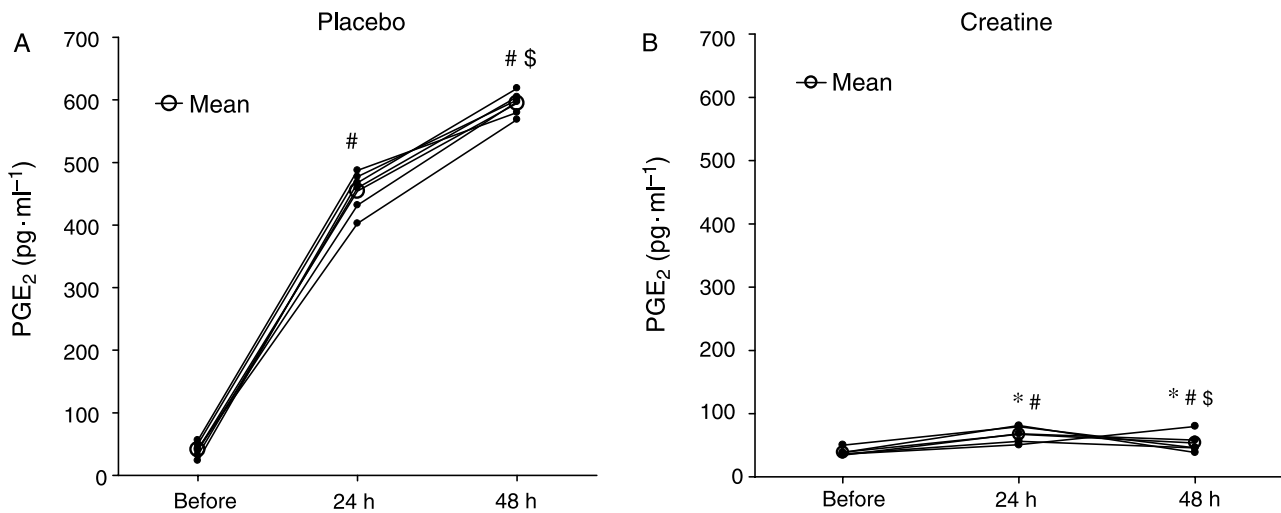 A
Placebo
PGE₂ (pg·ml⁻¹)
700
600
500
400
300
200
100
0
Mean
#
# $
Before
24 h
48 h
B
Creatine
PGE₂ (pg·ml⁻¹)
700
600
500
400
300
200
100
0
Mean
* #
* # $
Before
24 h
48 h